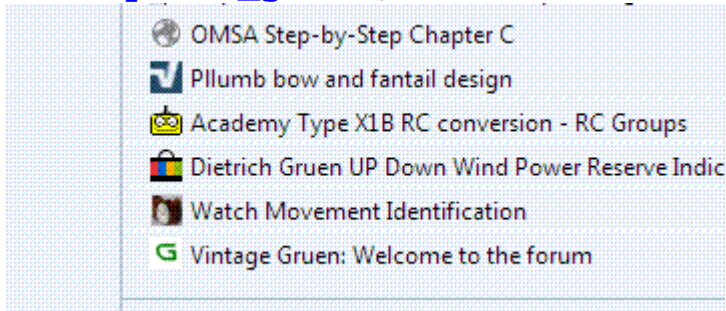 OMSA Step-by-Step Chapter C
Pllumb bow and fantail design
Academy Type X1B RC conversion - RC Groups
Dietrich Gruen UP Down Wind Power Reserve Indic
Watch Movement Identification
G Vintage Gruen: Welcome to the forum